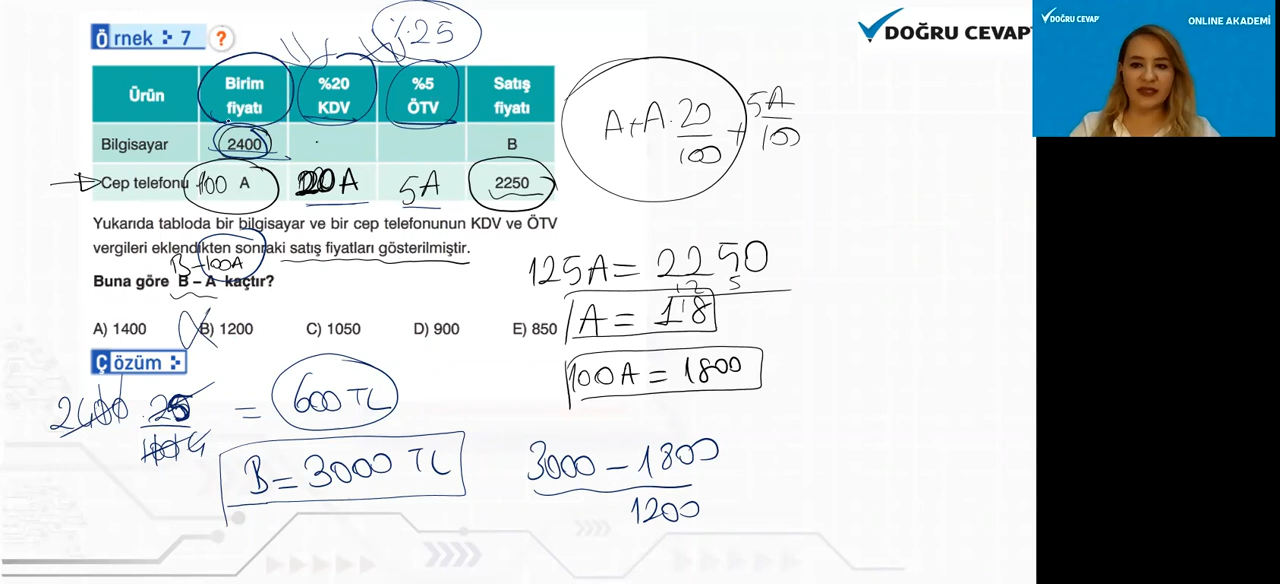 Örnek 7 ?
% 25
Ürün Birim fiyatı %20 KDV %5 ÖTV Satış fiyatı
Bilgisayar 2400 B
Cep telefonu 100 A 20A 5A 2250
Yukarıda tabloda bir bilgisayar ve bir cep telefonunun KDV ve ÖTV
vergileri eklendikten sonraki satış fiyatları gösterilmiştir.
B - 100A
Buna göre B – A kaçtır?
A) 1400 B) 1200 C) 1050 D) 900 E) 850
Çözüm
2400 . 25/100 4 = 600 TL
B = 3000 TL
A + A . 20/100 + 5A/100
125A = 2250
A = 18
100A = 1800
3000 - 1800
1200
DOĞRU CEVAP
DOĞRU CEVAP ONLINE AKADEMİ